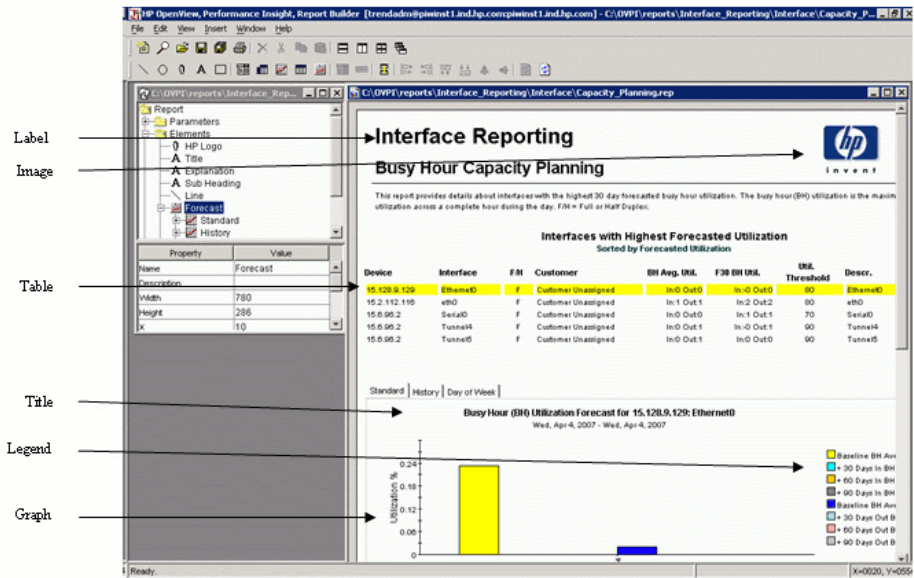 HP OpenView, Performance Insight, Report Builder [trendadm@piwinst1.ind.hp.com:piwinst1.ind.hp.com] - C:\OVPI\reports\Interface_Reporting\Interface\Capacity_P...
File Edit View Insert Window Help
C:\OVPI\reports\Interface_Rep...
Report
Parameters
Elements
HP Logo
Title
Explanation
Sub Heading
Line
Forecast
Standard
History
Property Value
Name Forecast
Description
Width 780
Height 286
X 10
C:\OVPI\reports\Interface_Reporting\Interface\Capacity_Planning.rep
Label
Image
Table
Title
Legend
Graph
Interface Reporting
hp
invent
Busy Hour Capacity Planning
This report provides details about interfaces with the highest 30 day forecasted busy hour utilization. The busy hour (BH) utilization is the maxim
utilization across a complete hour during the day. F/H = Full or Half Duplex.
Interfaces with Highest Forecasted Utilization
Sorted by Forecasted Utilization
Device Interface F/H Customer BH Avg. Util. F30 BH Util. Util. Threshold Descr.
15.128.9.129 Ethernet0 F Customer Unassigned In:0 Out:0 In:-0 Out:0 80 Ethernet0
15.2.112.116 eth0 F Customer Unassigned In:1 Out:1 In:2 Out:2 80 eth0
15.6.96.2 Serial0 F Customer Unassigned In:0 Out:1 In:1 Out:1 70 Serial0
15.6.96.2 Tunnel4 F Customer Unassigned In:0 Out:1 In:-0 Out:1 90 Tunnel4
15.6.96.2 Tunnel5 F Customer Unassigned In:0 Out:1 In:0 Out:0 90 Tunnel5
Standard History Day of Week
Busy Hour (BH) Utilization Forecast for 15.128.9.129: Ethernet0
Wed, Apr 4, 2007 - Wed, Apr 4, 2007
Utilization %
0.24
0.18
0.12
0.06
0
Baseline BH Ave
+ 30 Days In BH
+ 60 Days In BH
+ 90 Days In BH
Baseline BH Ave
+ 30 Days Out B
+ 60 Days Out B
+ 90 Days Out B
Ready.
X=0020, Y=055